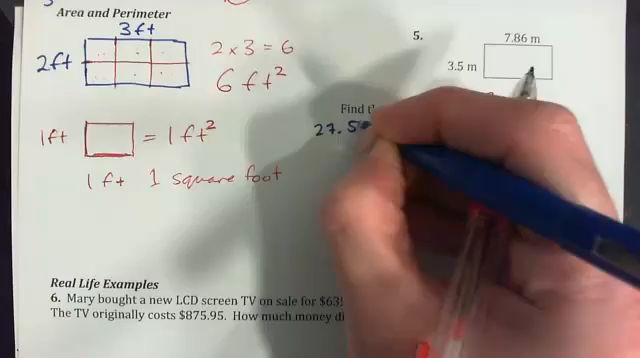 Area and Perimeter
3ft
2ft
2 x 3 = 6
6 ft²
1ft
= 1 ft²
1 ft
1 square foot
5.
7.86 m
3.5 m
Find
27.5
Real Life Examples
6. Mary bought a new LCD screen TV on sale for $63
The TV originally costs $875.95. How much money